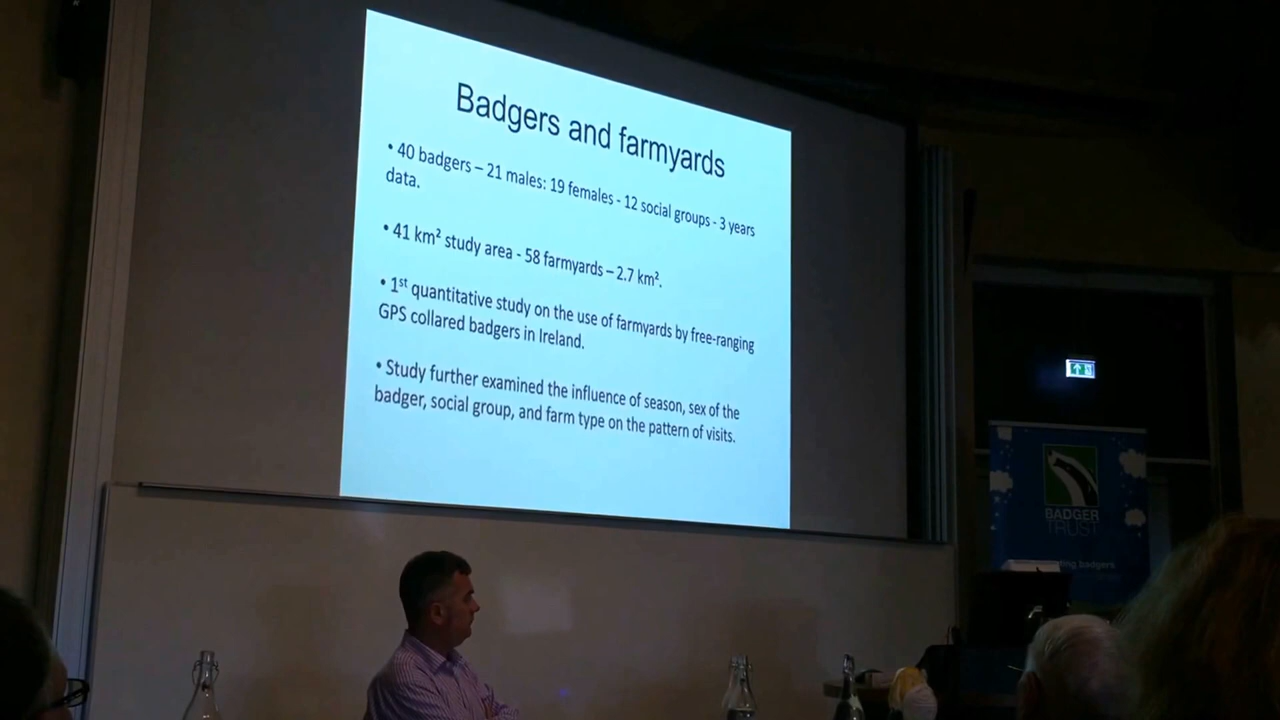 Badgers and farmyards
• 40 badgers – 21 males: 19 females - 12 social groups - 3 years
data.
• 41 km² study area - 58 farmyards – 2.7 km².
• 1st quantitative study on the use of farmyards by free-ranging
GPS collared badgers in Ireland.
• Study further examined the influence of season, sex of the
badger, social group, and farm type on the pattern of visits.
BADGER
TRUST
badgers